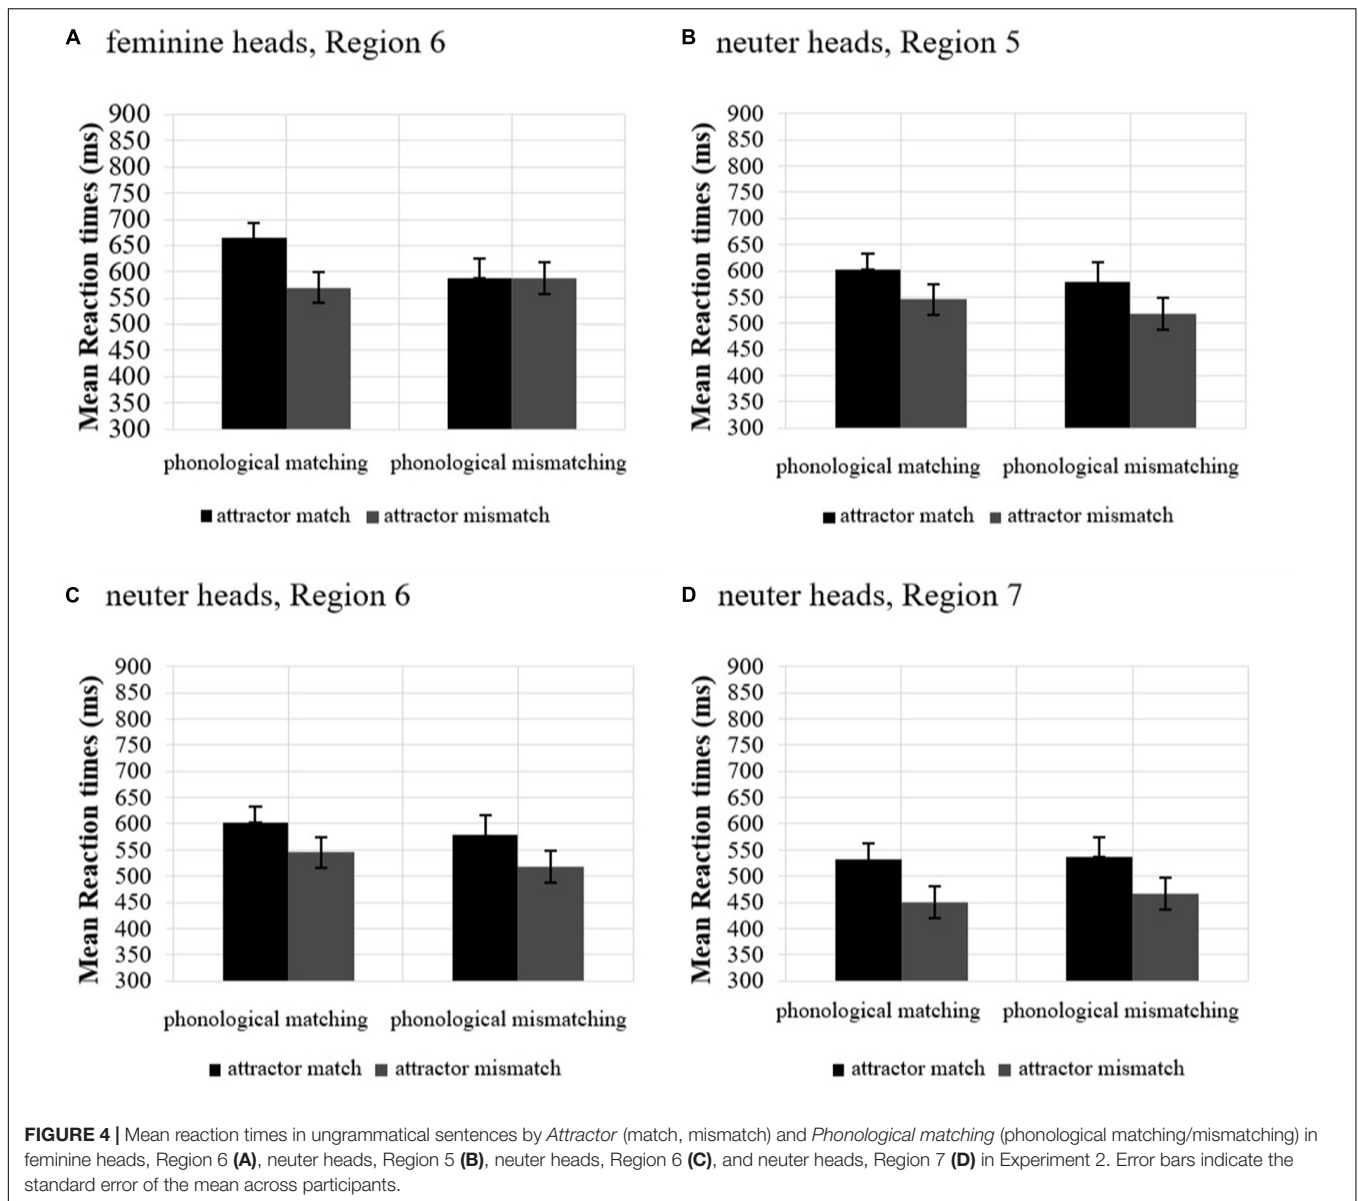 A feminine heads, Region 6
Mean Reaction times (ms)
900
850
800
750
700
650
600
550
500
450
400
350
300
phonological matching phonological mismatching
attractor match attractor mismatch
B neuter heads, Region 5
Mean Reaction times (ms)
900
850
800
750
700
650
600
550
500
450
400
350
300
phonological matching phonological mismatching
attractor match attractor mismatch
C neuter heads, Region 6
Mean Reaction times (ms)
900
850
800
750
700
650
600
550
500
450
400
350
300
phonological matching phonological mismatching
attractor match attractor mismatch
D neuter heads, Region 7
Mean Reaction times (ms)
900
850
800
750
700
650
600
550
500
450
400
350
300
phonological matching phonological mismatching
attractor match attractor mismatch
FIGURE 4 | Mean reaction times in ungrammatical sentences by Attractor (match, mismatch) and Phonological matching (phonological matching/mismatching) in
feminine heads, Region 6 (A), neuter heads, Region 5 (B), neuter heads, Region 6 (C), and neuter heads, Region 7 (D) in Experiment 2. Error bars indicate the
standard error of the mean across participants.